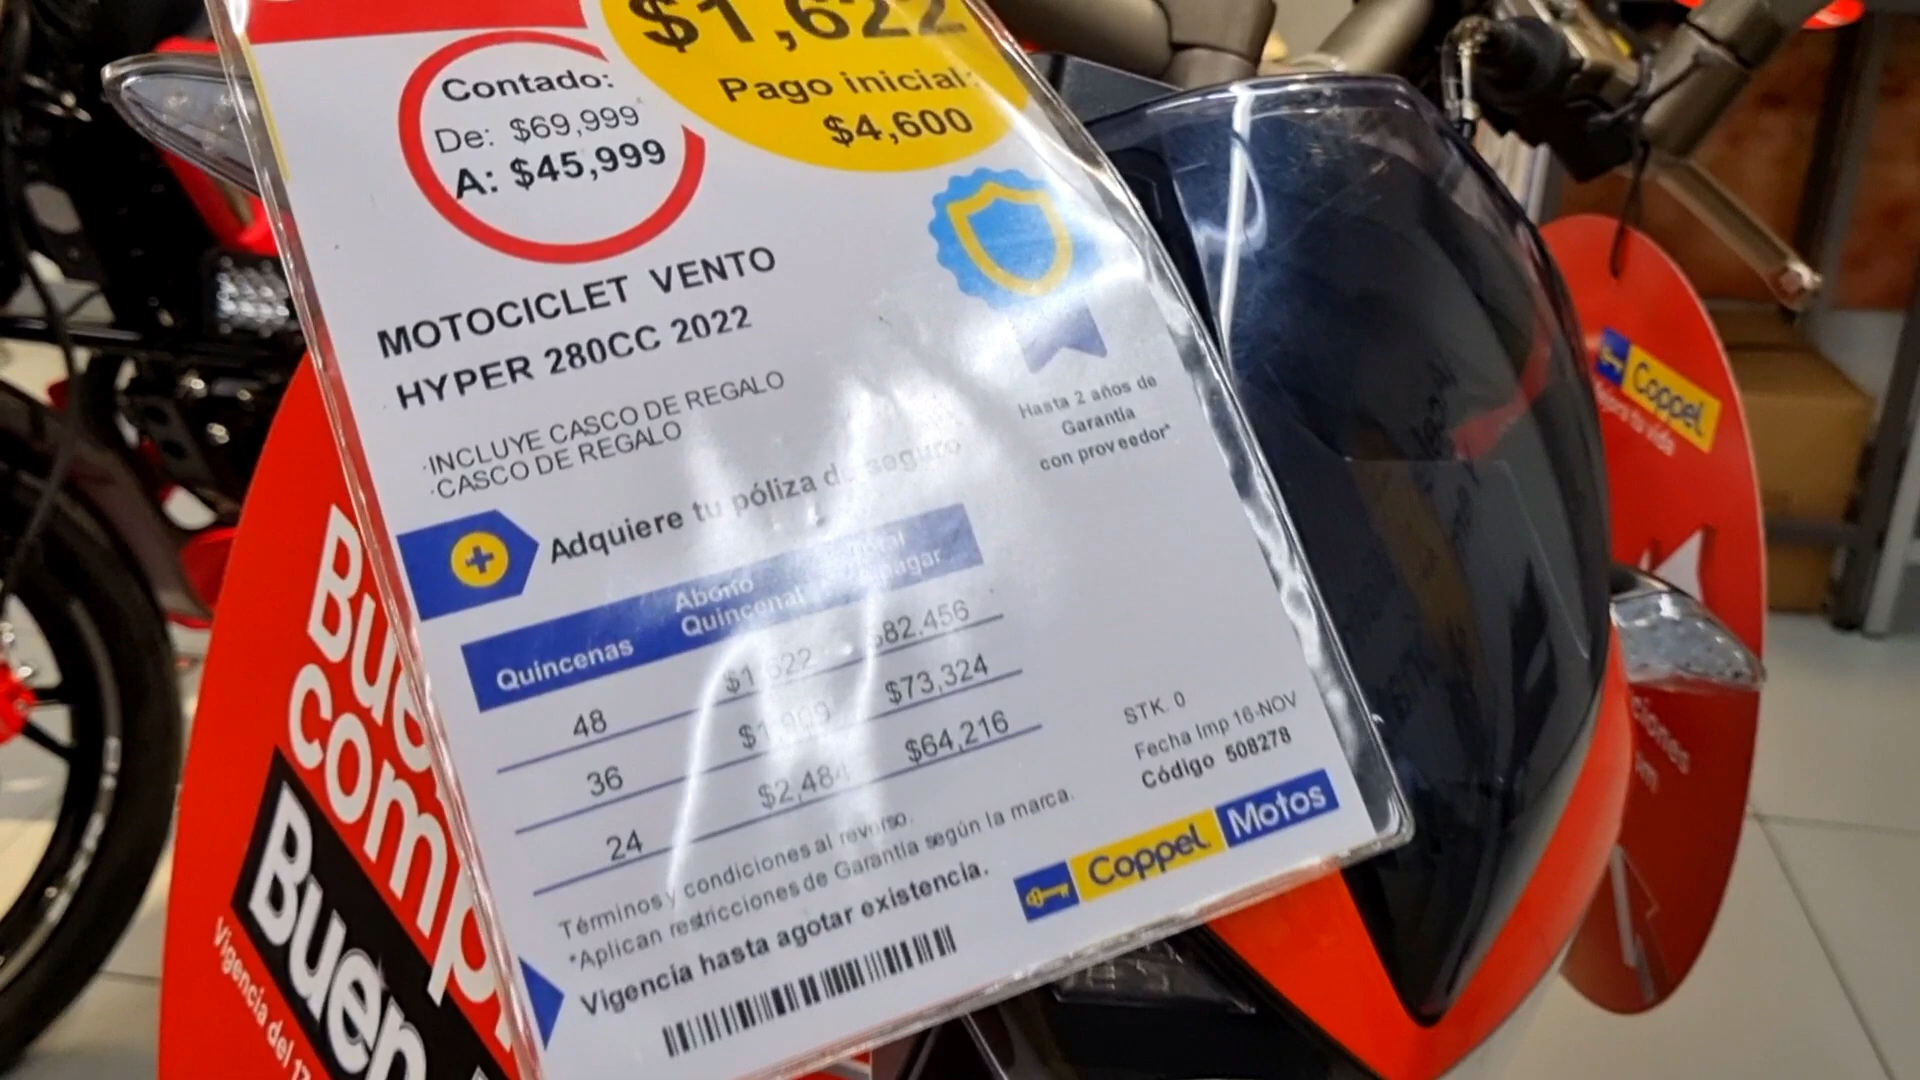 $1,622
Pago inicial:
$4,600
Contado:
De: $69,999
A: $45,999
MOTOCICLET VENTO
HYPER 280CC 2022
·INCLUYE CASCO DE REGALO
·CASCO DE REGALO
Hasta 2 años de
Garantía
con proveedor*
Adquiere tu póliza de seguro
Quincenas Abono Quincenal pagar
48 $1,622 $82,456
36 $1,909 $73,324
24 $2,484 $64,216
STK. 0
Fecha Imp 16-NOV
Código 508278
Términos y condiciones al reverso.
*Aplican restricciones de Garantía según la marca.
Vigencia hasta agotar existencia.
Coppel Motos
Vigencia del
Coppel
tu vida